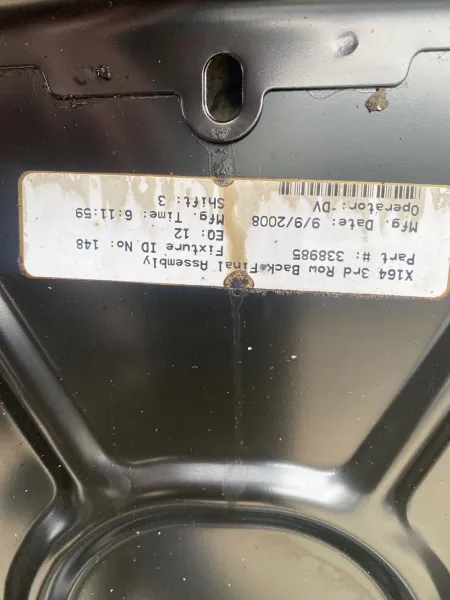 X164 3rd Row Back Final Assembly
Part #: 338985
Fixture ID No: 148
EO: 12
Mfg. Date: 9/9/2008
Mfg. Time: 6:11:59
Operator: DV
Shift: 3